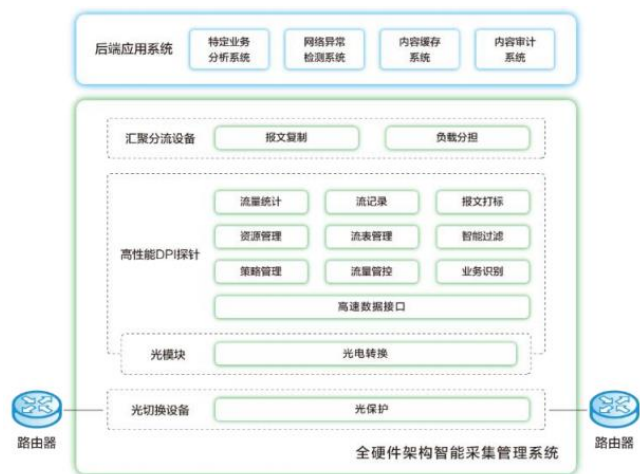 后端应用系统
特定业务
分析系统
网络异常
检测系统
内容缓存
系统
内容审计
系统
汇聚分流设备
报文复制
负载分担
高性能DPI探针
流量统计
流记录
报文打标
资源管理
流表管理
智能过滤
策略管理
流量管控
业务识别
高速数据接口
光模块
光电转换
光切换设备
光保护
路由器
路由器
全硬件架构智能采集管理系统